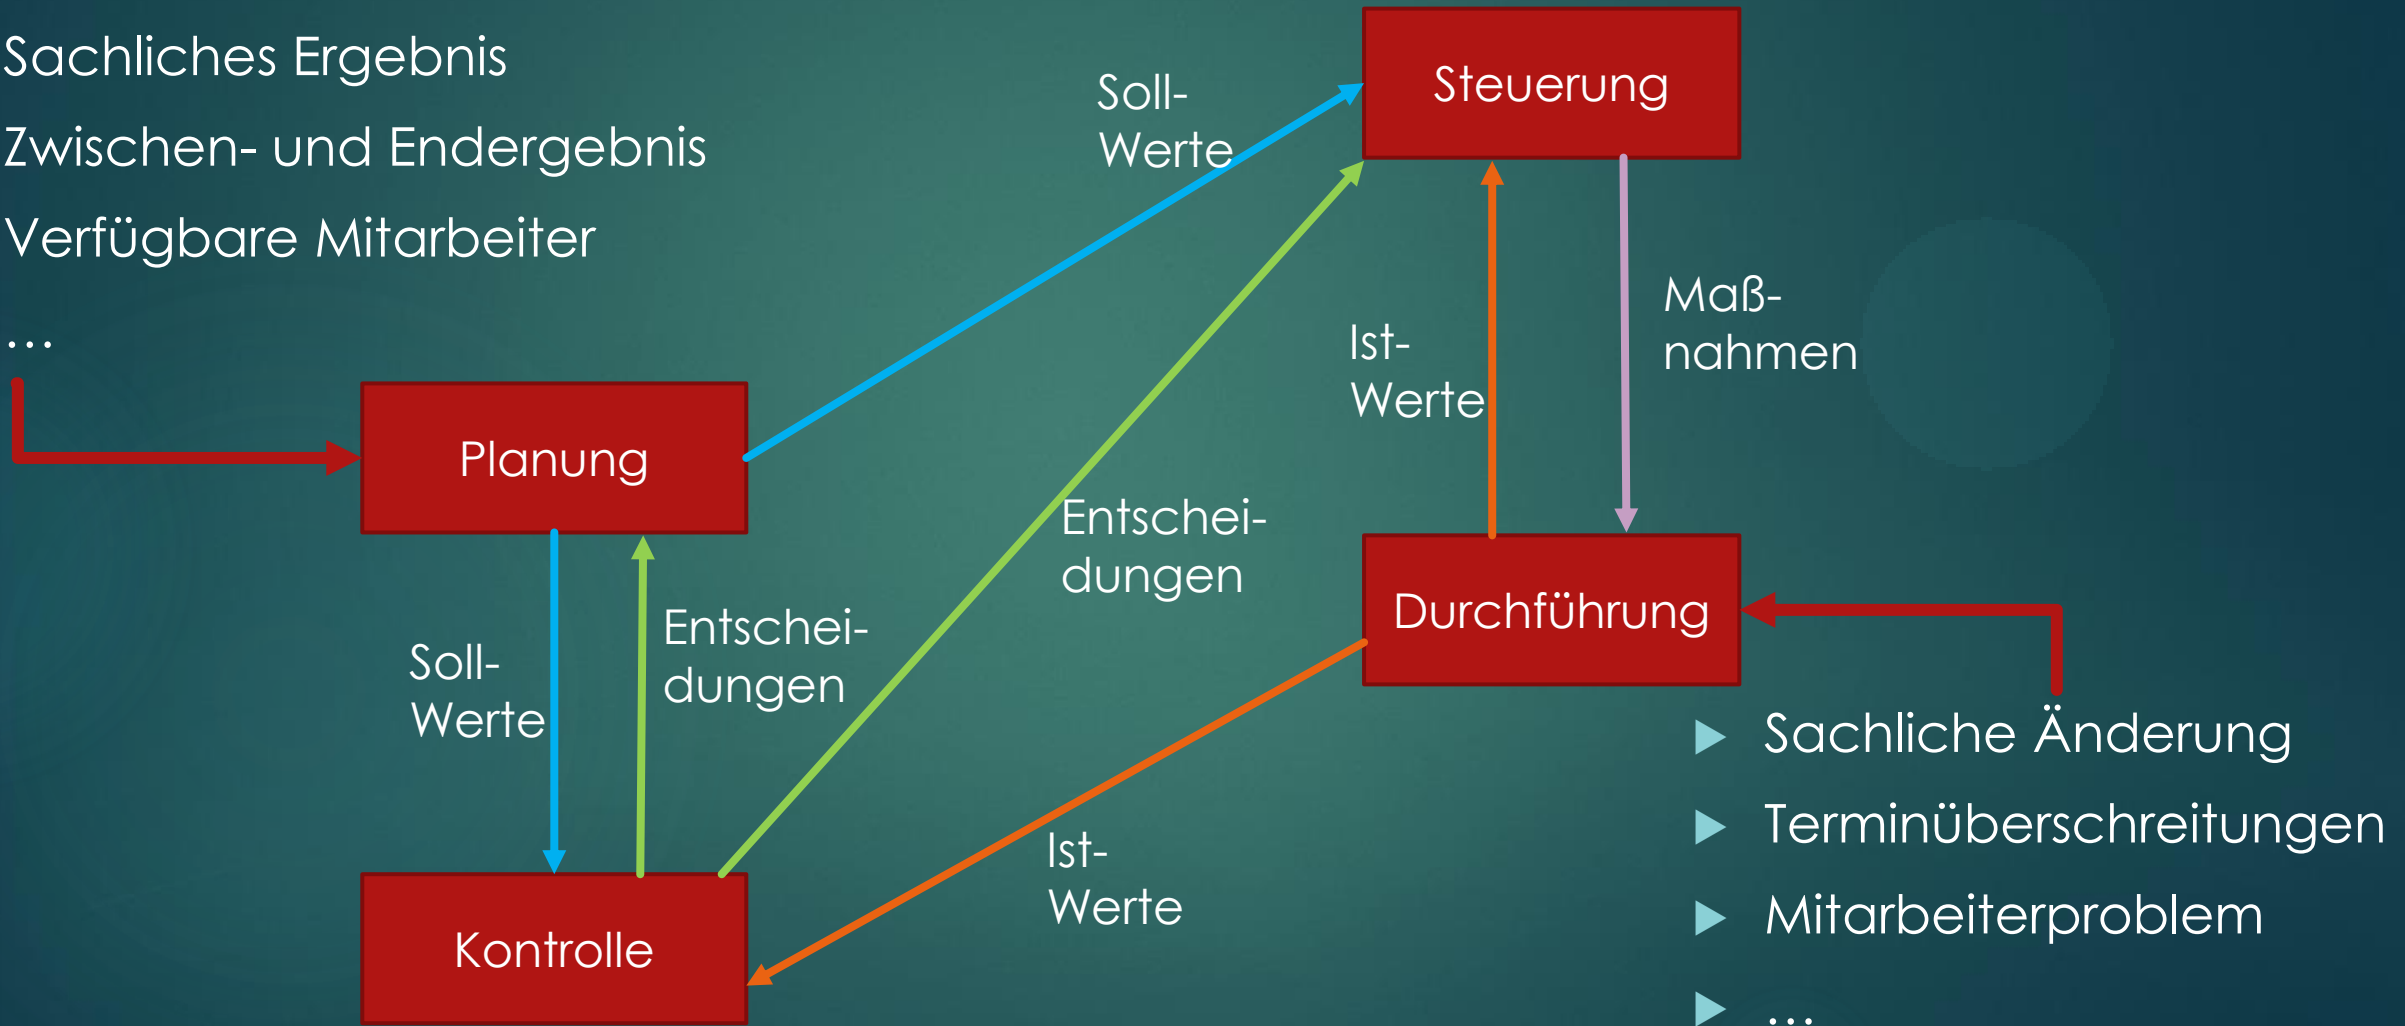 Sachliches Ergebnis
Zwischen- und Endergebnis
Verfügbare Mitarbeiter
…
Steuerung
Soll-
Werte
Maß-
nahmen
Ist-
Werte
Planung
Entschei-
dungen
Durchführung
Entschei-
dungen
Soll-
Werte
Ist-
Werte
Kontrolle
Sachliche Änderung
Terminüberschreitungen
Mitarbeiterproblem
…